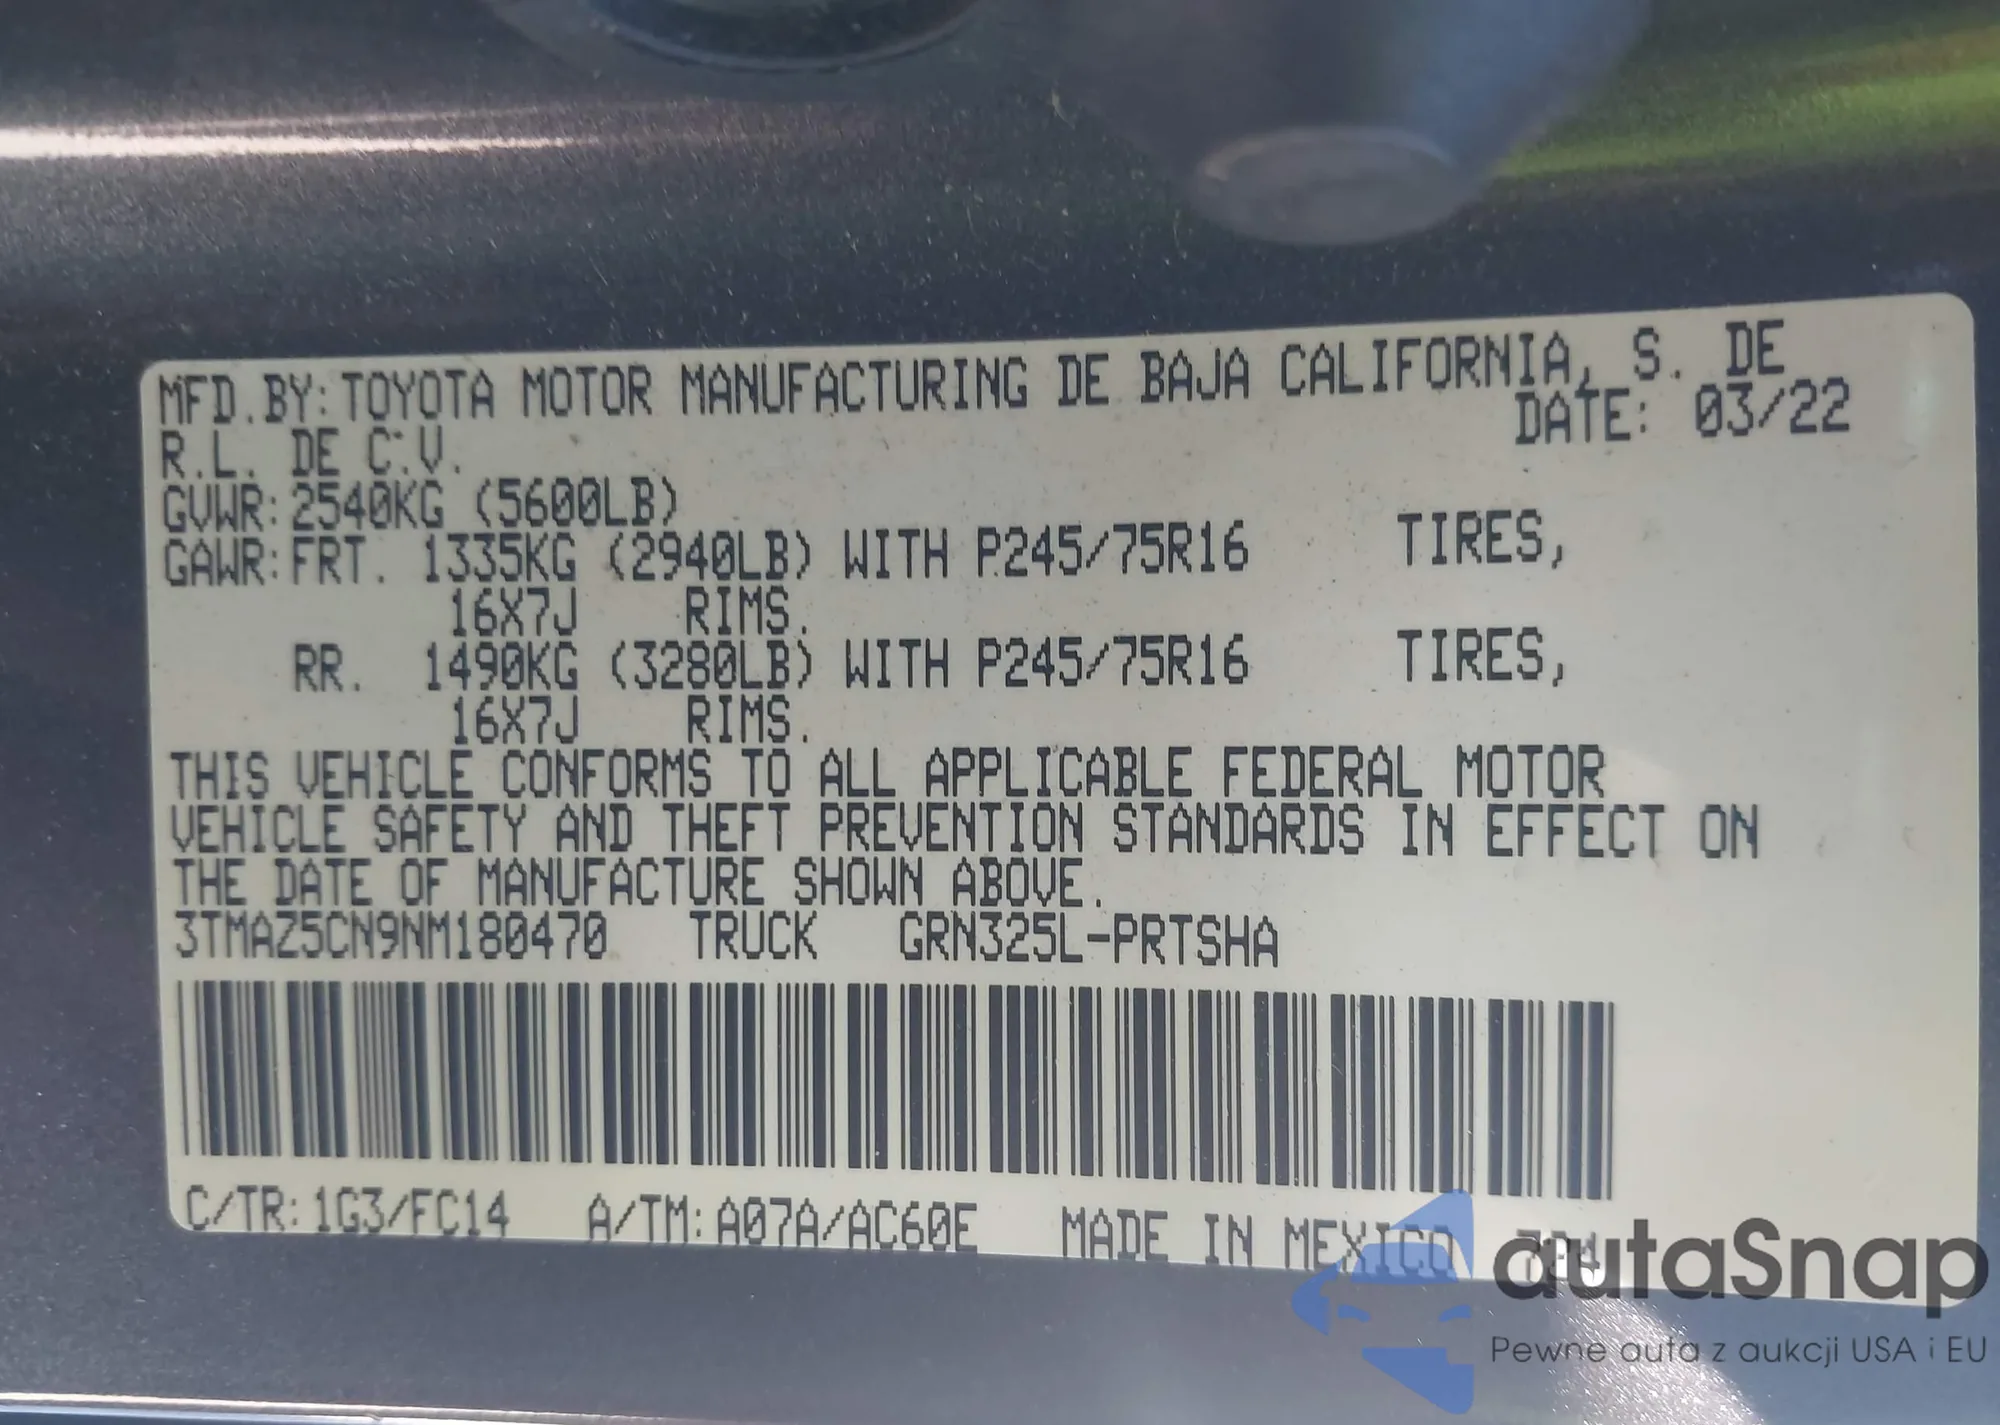 MFD.BY:TOYOTA MOTOR MANUFACTURING DE BAJA CALIFORNIA, S. DE
R.L. DE C.V. DATE: 03/22
GVWR:2540KG (5600LB)
GAWR:FRT. 1335KG (2940LB) WITH P245/75R16 TIRES,
16X7J RIMS.
RR. 1490KG (3280LB) WITH P245/75R16 TIRES,
16X7J RIMS.
THIS VEHICLE CONFORMS TO ALL APPLICABLE FEDERAL MOTOR
VEHICLE SAFETY AND THEFT PREVENTION STANDARDS IN EFFECT ON
THE DATE OF MANUFACTURE SHOWN ABOVE.
3TMAZ5CN9NM180470 TRUCK GRN325L-PRTSHA
C/TR:1G3/FC14 A/TM:A07A/AC60E MADE IN MEXICO
autaSnap
Pewne auta z aukcji USA i EU